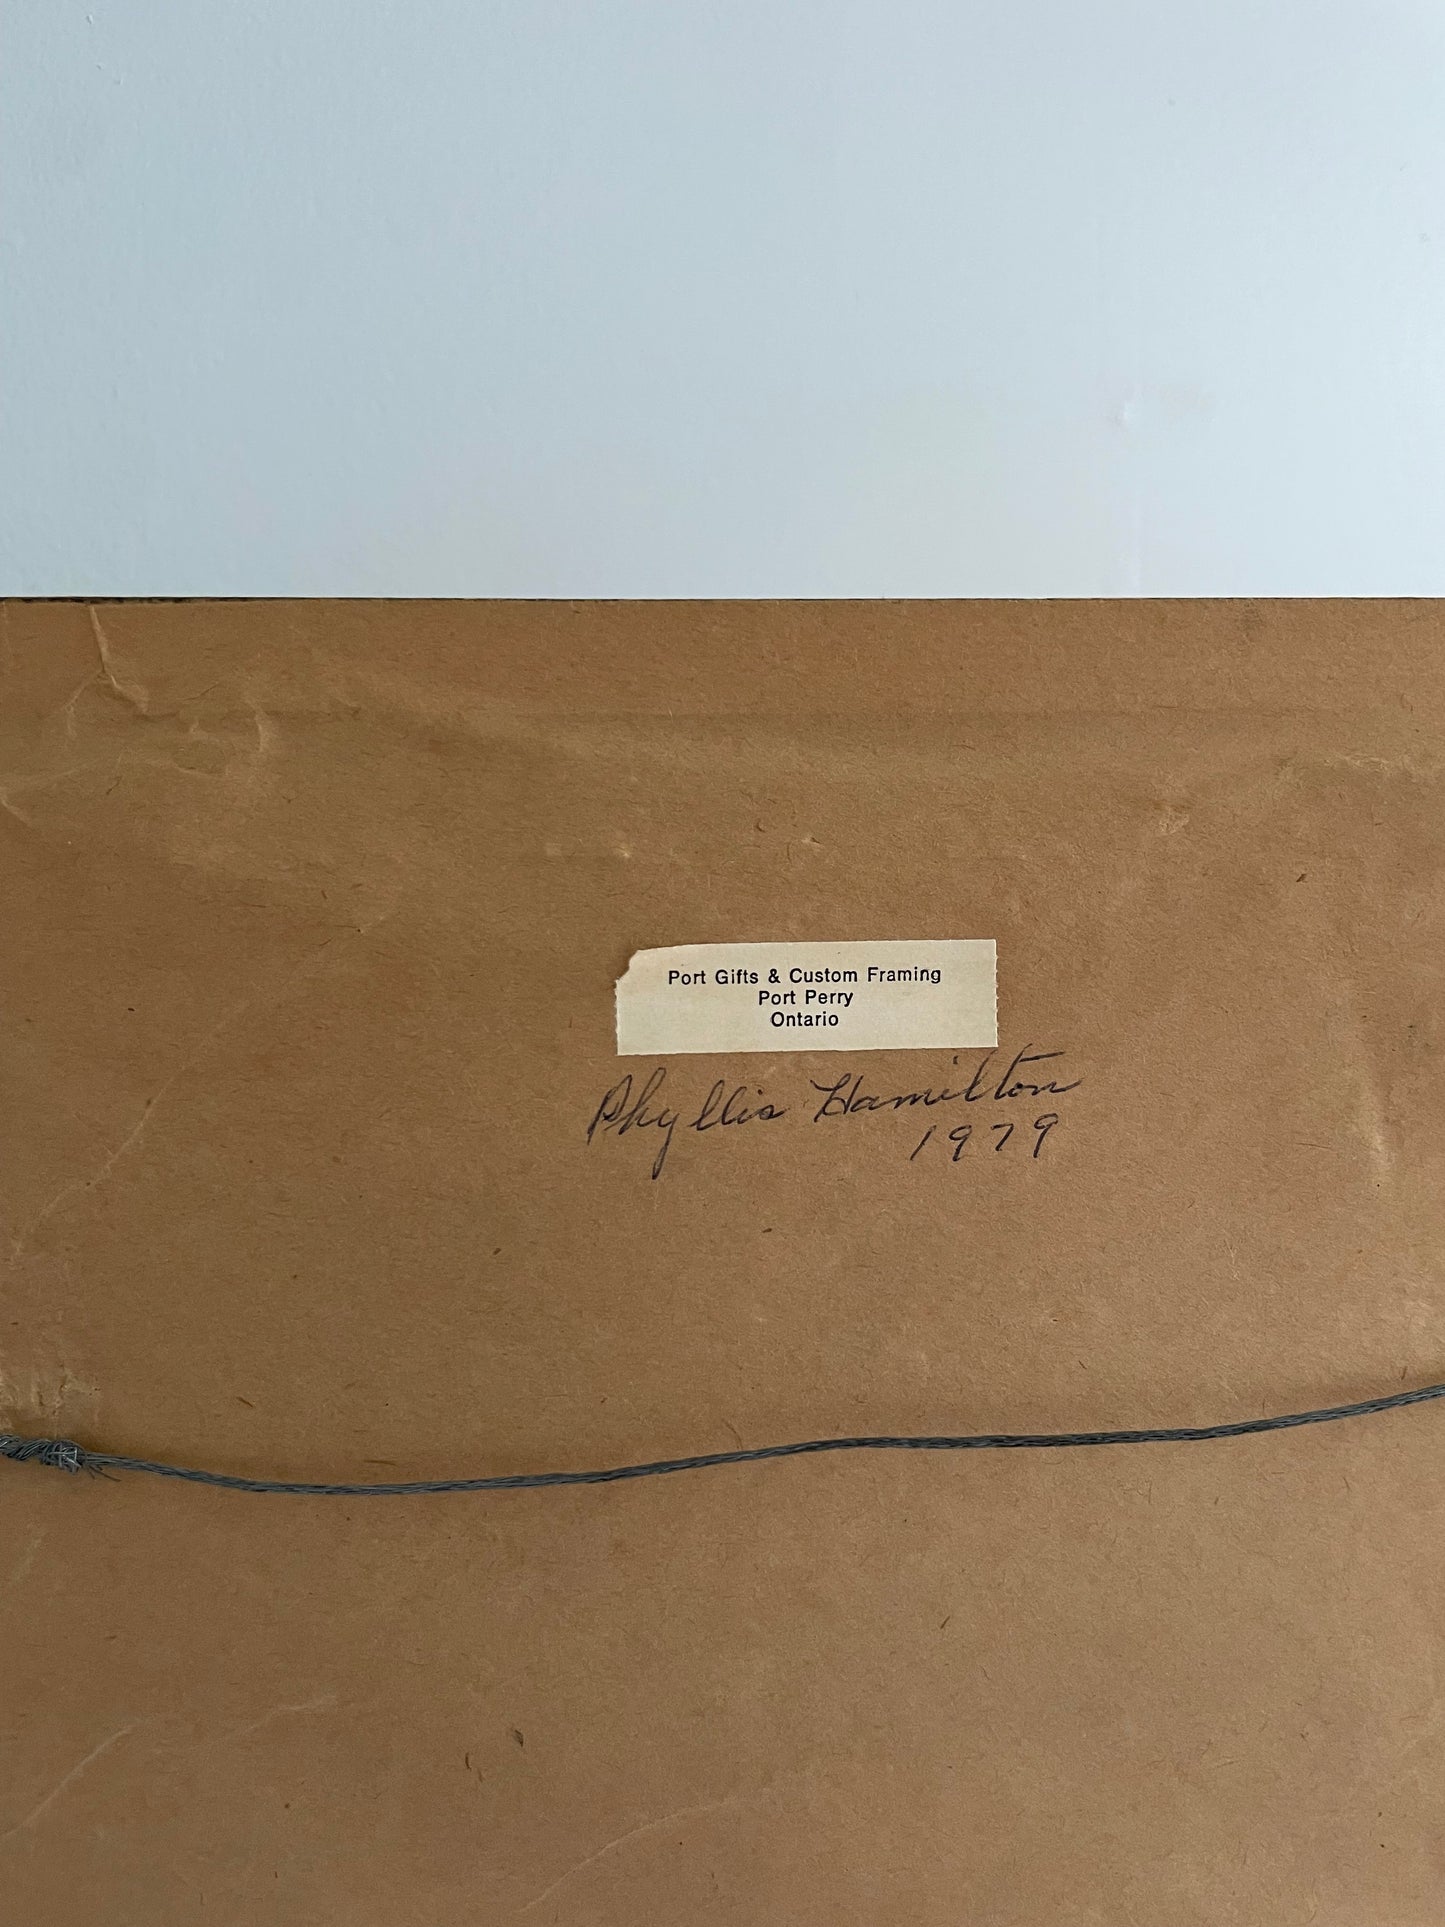 Port Gifts & Custom Framing
Port Perry
Ontario
Phyllis Hamilton
1979